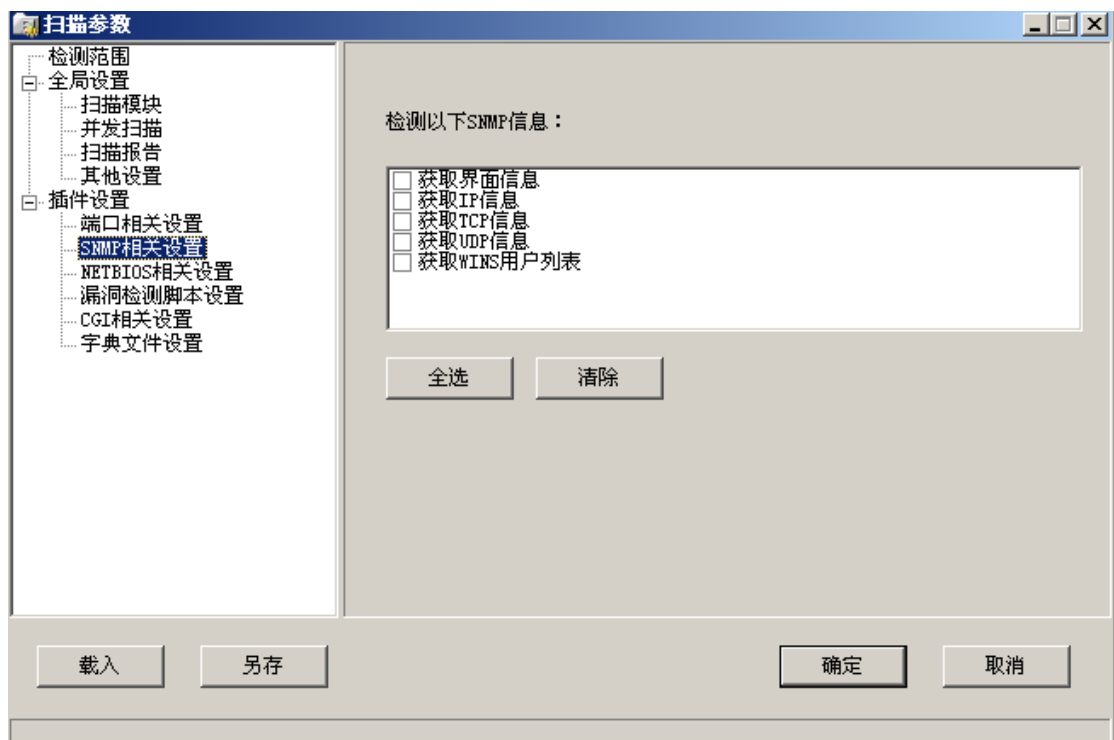 扫描参数
检测范围
全局设置
扫描模块
并发扫描
扫描报告
其他设置
插件设置
端口相关设置
SNMP相关设置
NETBIOS相关设置
漏洞检测脚本设置
CGI相关设置
字典文件设置
检测以下SNMP信息：
获取界面信息
获取IP信息
获取TCP信息
获取UDP信息
获取WINS用户列表
全选 清除
载入 另存 确定 取消